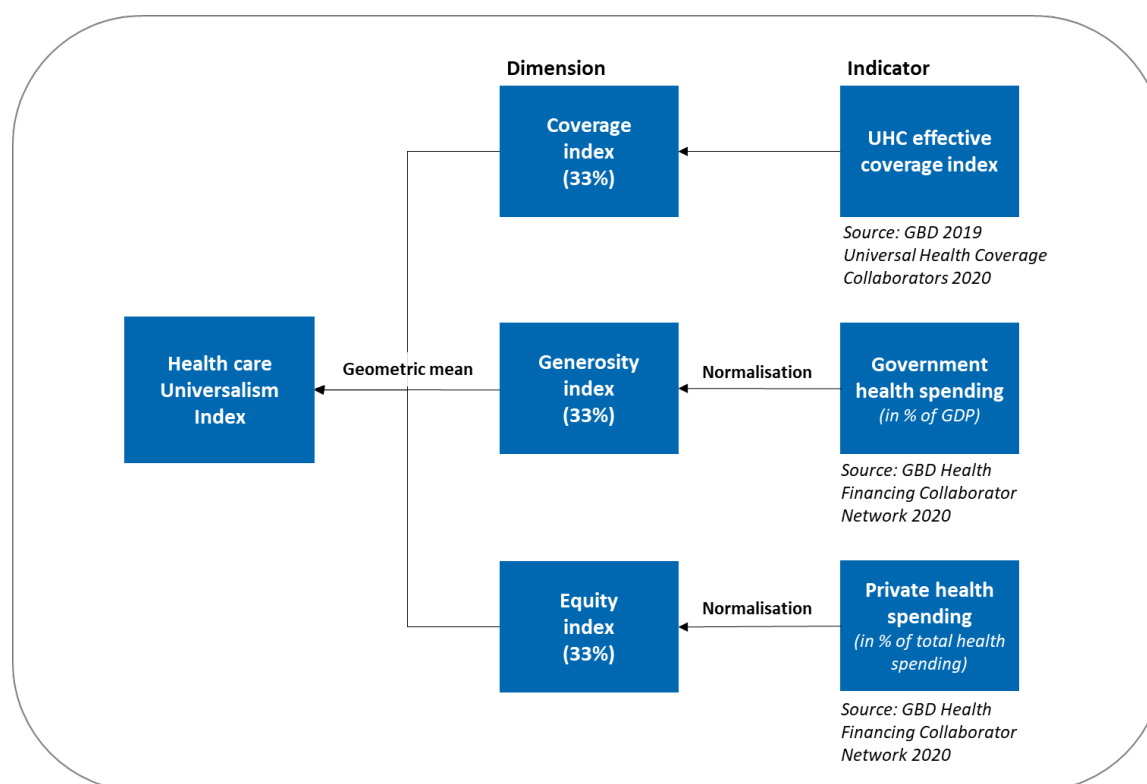 Dimension
Indicator
Coverage
index
(33%)
UHC effective
coverage index
Source: GBD 2019
Universal Health Coverage
Collaborators 2020
Health care
Universalism
Index
Geometric mean
Generosity
index
(33%)
Normalisation
Government
health spending
(in % of GDP)
Source: GBD Health
Financing Collaborator
Network 2020
Equity
index
(33%)
Normalisation
Private health
spending
(in % of total health
spending)
Source: GBD Health
Financing Collaborator
Network 2020